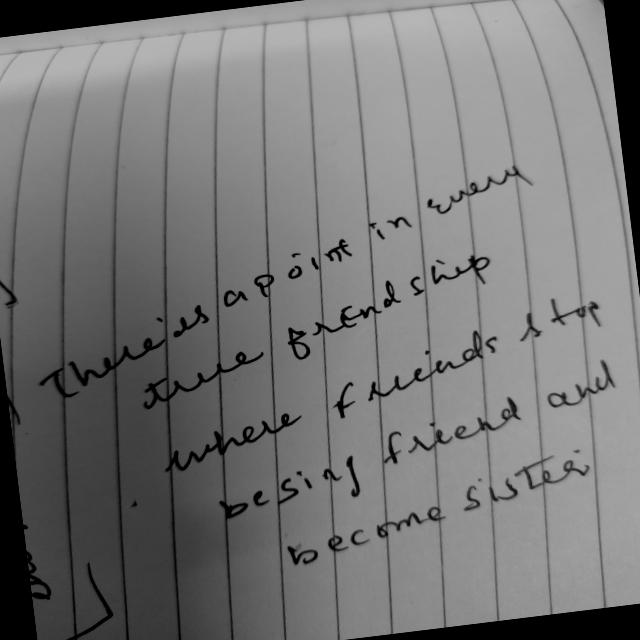 There is a point in every
true friendship
where friends stop
besing friend and
become sister